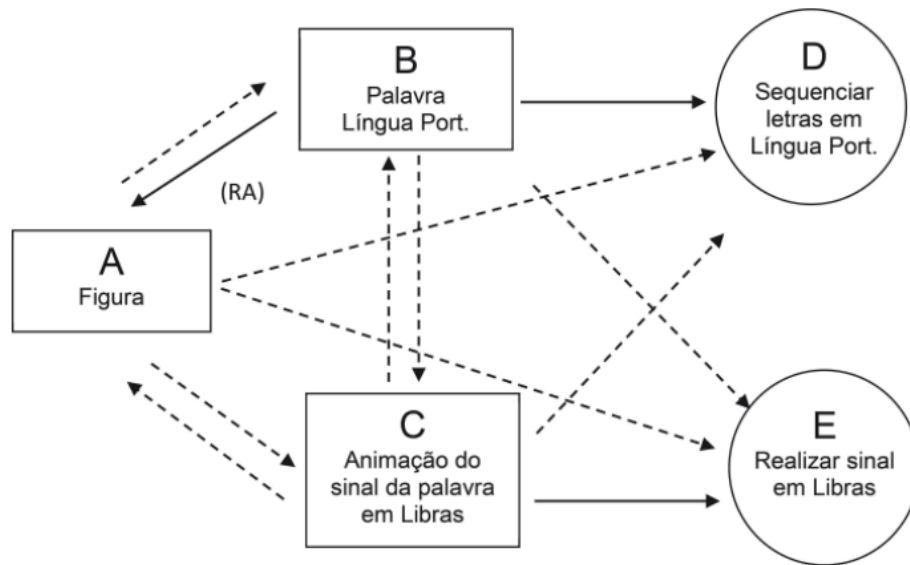 B
Palavra
Língua Port.
D
Sequenciar
letras em
Língua Port.
(RA)
A
Figura
C
Animação do
sinal da palavra
em Libras
E
Realizar sinal
em Libras